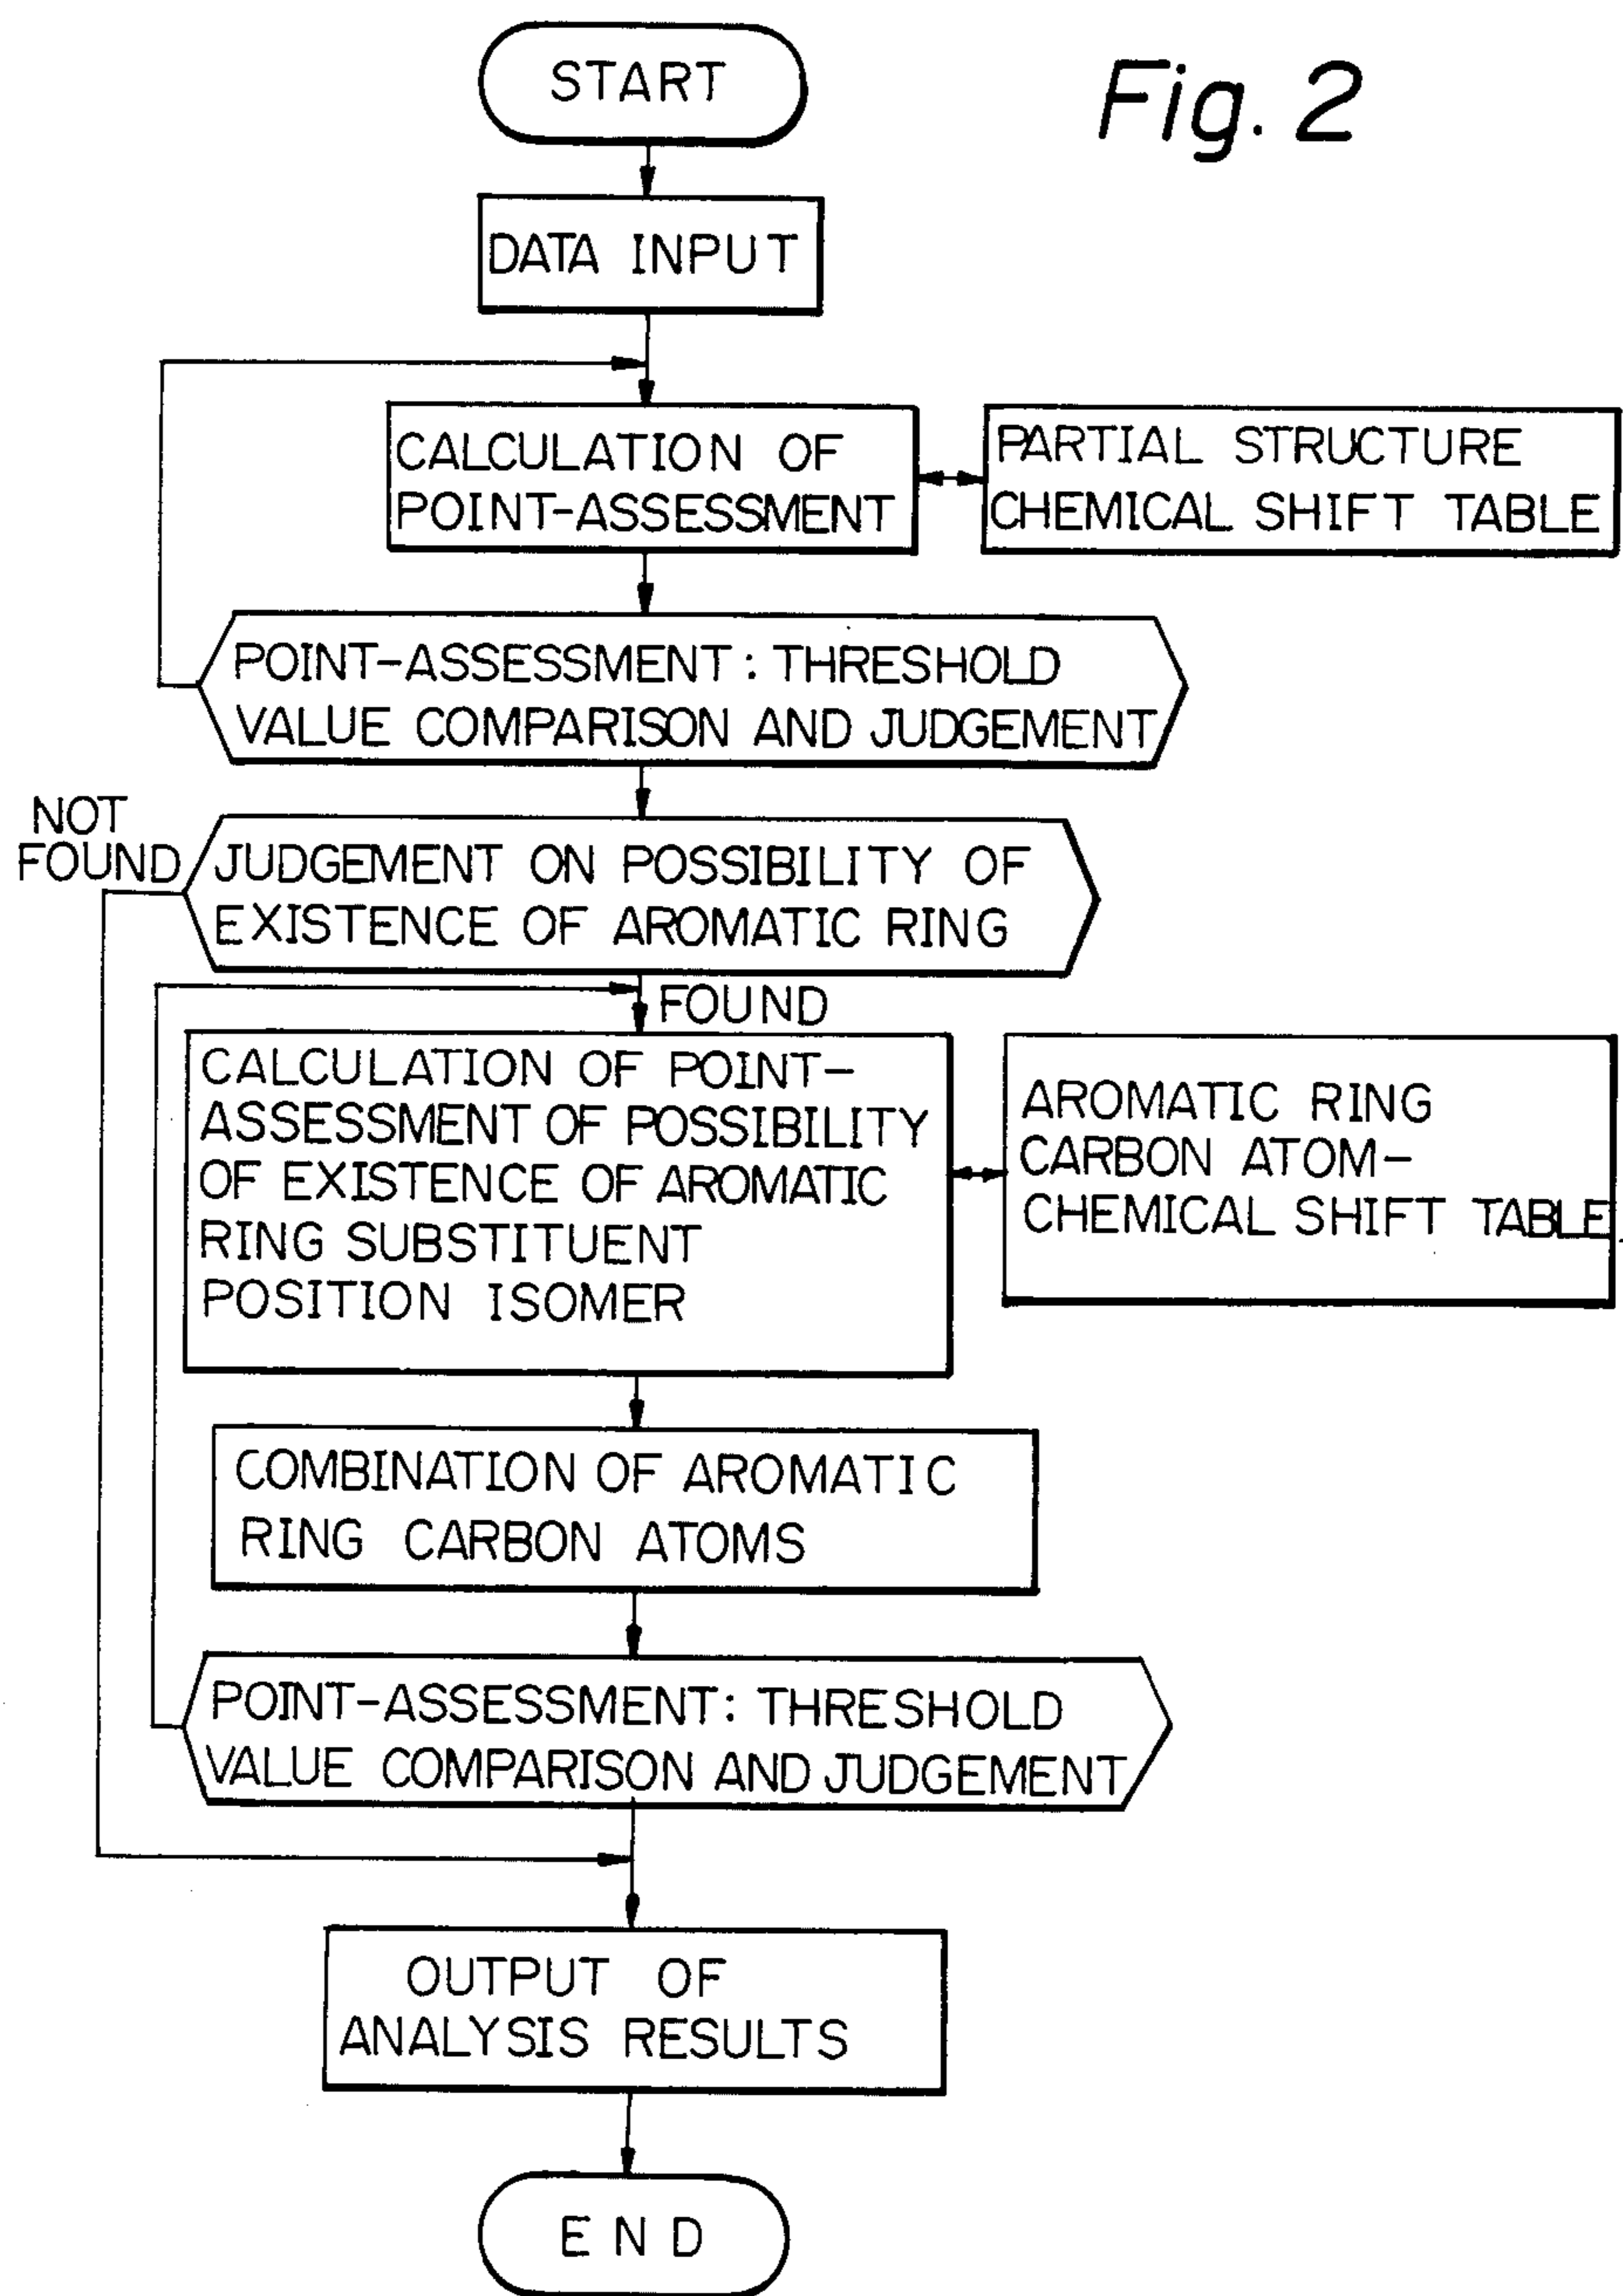 Fig. 2
START
DATA INPUT
CALCULATION OF
POINT-ASSESSMENT
PARTIAL STRUCTURE
CHEMICAL SHIFT TABLE
POINT-ASSESSMENT: THRESHOLD
VALUE COMPARISON AND JUDGEMENT
NOT
FOUND
JUDGEMENT ON POSSIBILITY OF
EXISTENCE OF AROMATIC RING
FOUND
CALCULATION OF POINT-
ASSESSMENT OF POSSIBILITY
OF EXISTENCE OF AROMATIC
RING SUBSTITUENT
POSITION ISOMER
AROMATIC RING
CARBON ATOM-
CHEMICAL SHIFT TABLE
COMBINATION OF AROMATIC
RING CARBON ATOMS
POINT-ASSESSMENT: THRESHOLD
VALUE COMPARISON AND JUDGEMENT
OUTPUT OF
ANALYSIS RESULTS
END